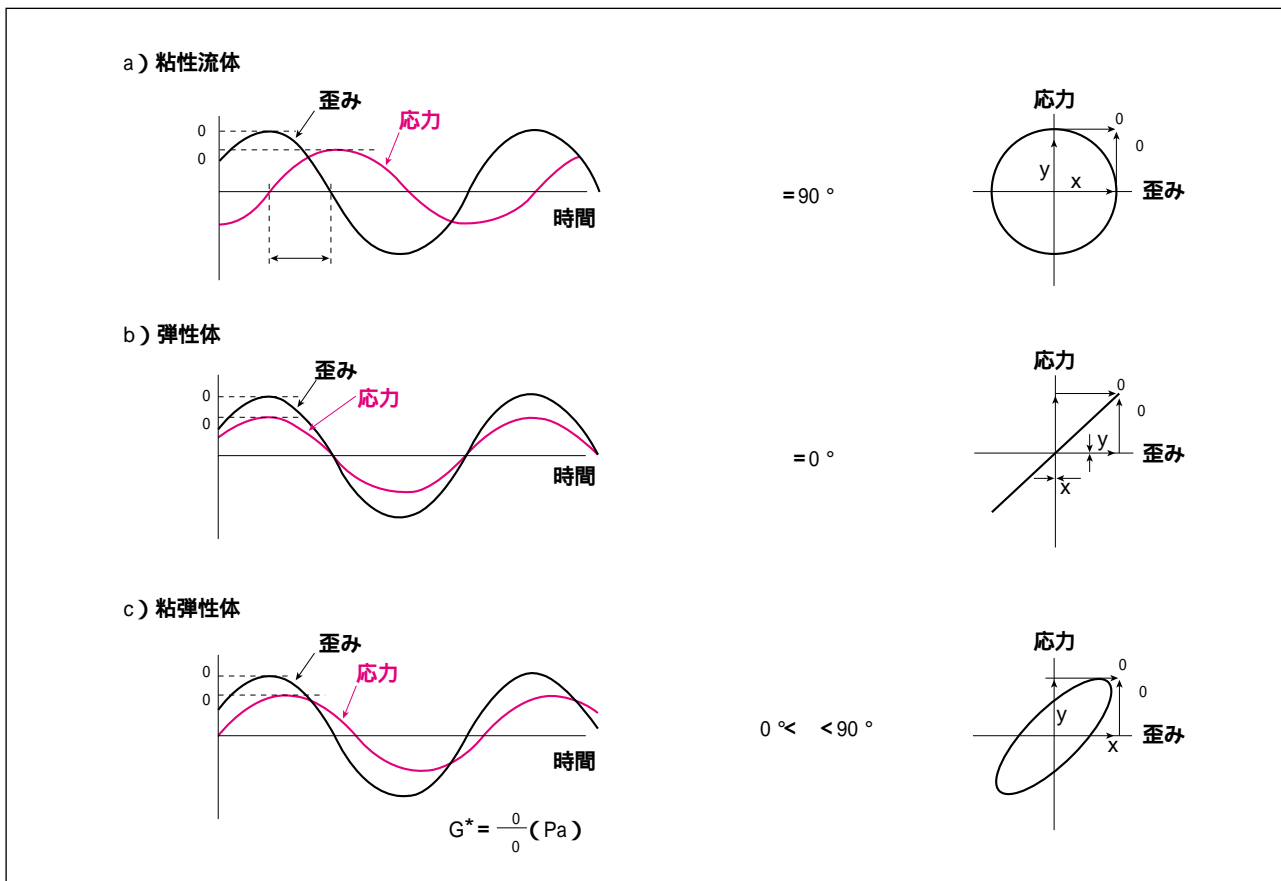 a）粘性流体
歪み
応力
0
0
時間
=90 °
応力
0
0
y
x
歪み
b）弾性体
歪み
応力
0
0
時間
=0 °
応力
0
0
y
x
歪み
c）粘弾性体
歪み
応力
0
0
時間
0 °< <90 °
応力
0
0
y
x
歪み
G*= 0/0 (Pa)